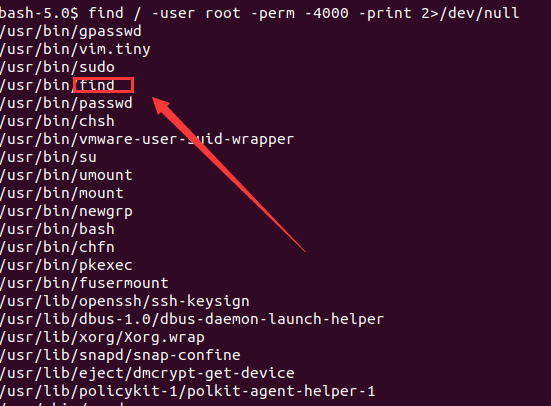 bash-5.0$ find / -user root -perm -4000 -print 2>/dev/null
/usr/bin/gpasswd
/usr/bin/vim.tiny
/usr/bin/sudo
/usr/bin/find
/usr/bin/passwd
/usr/bin/chsh
/usr/bin/vmware-user-suid-wrapper
/usr/bin/su
/usr/bin/umount
/usr/bin/mount
/usr/bin/newgrp
/usr/bin/bash
/usr/bin/chfn
/usr/bin/pkexec
/usr/bin/fusermount
/usr/lib/openssh/ssh-keysign
/usr/lib/dbus-1.0/dbus-daemon-launch-helper
/usr/lib/xorg/Xorg.wrap
/usr/lib/snapd/snap-confine
/usr/lib/eject/dmcrypt-get-device
/usr/lib/policykit-1/polkit-agent-helper-1